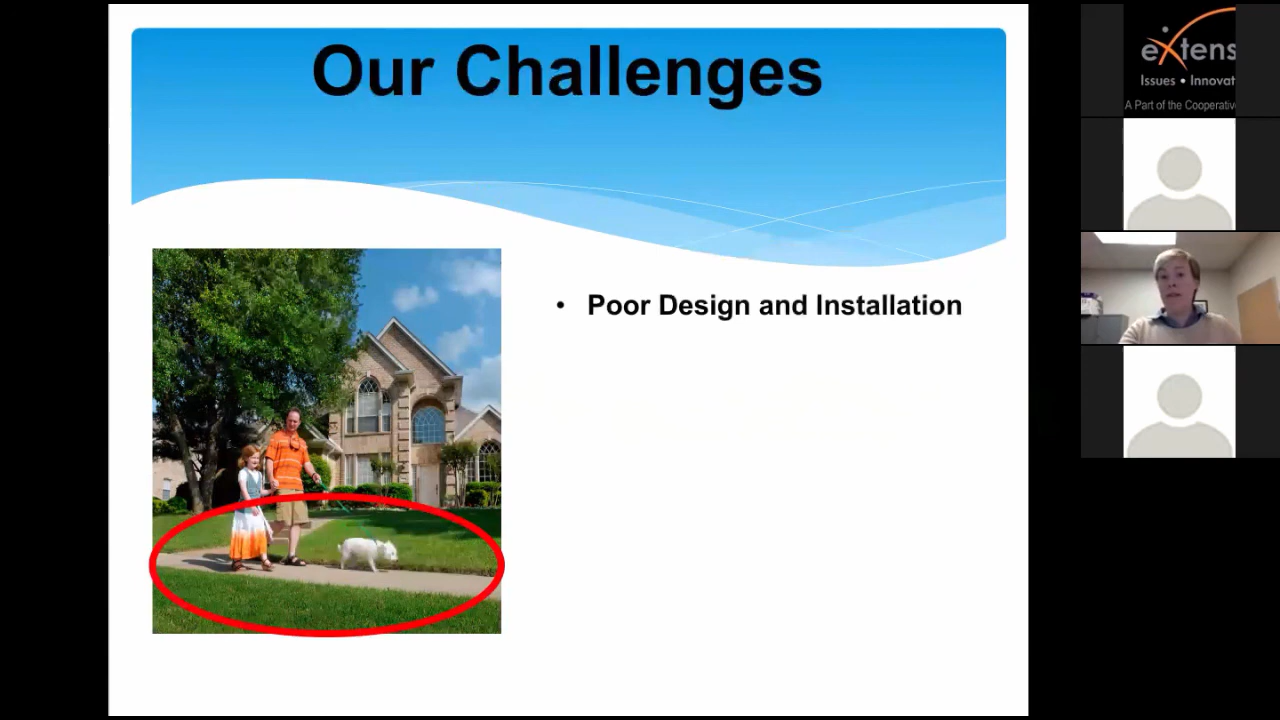 Our Challenges
• Poor Design and Installation
eXtens
Issues • Innovat
A Part of the Cooperative